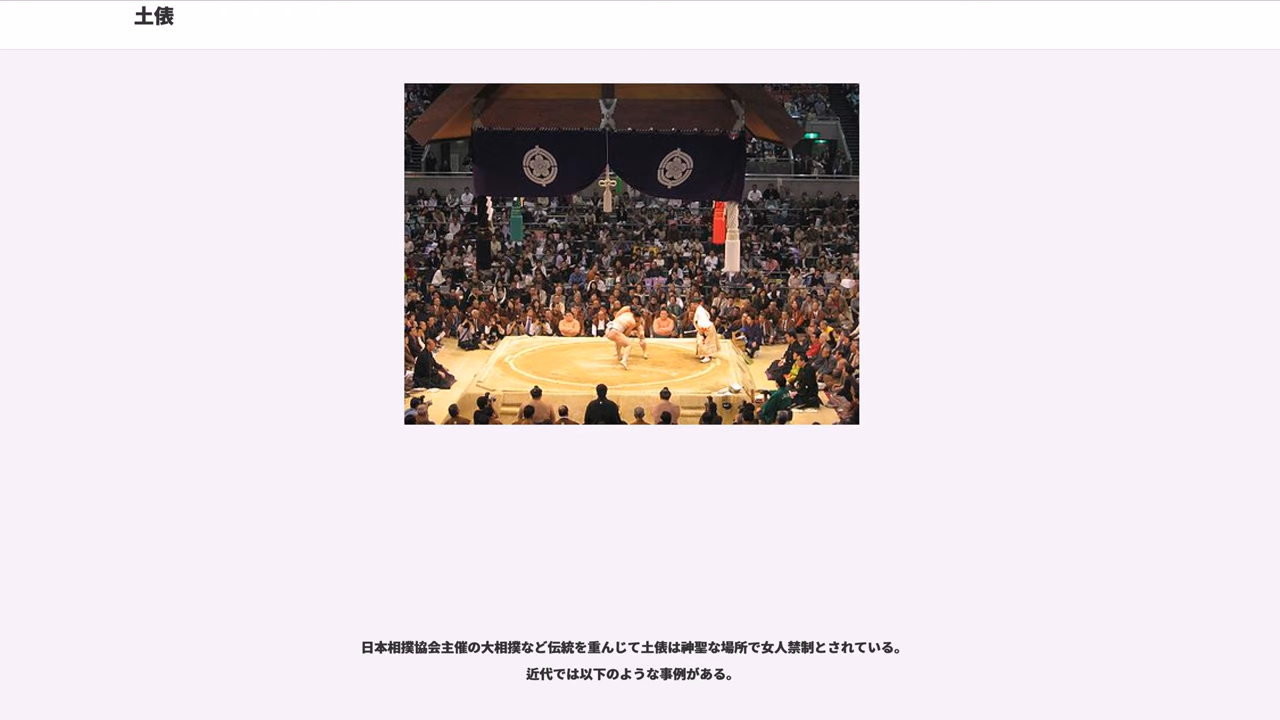 土俵
日本相撲協会主催の大相撲など伝統を重んじて土俵は神聖な場所で女人禁制とされている。
近代では以下のような事例がある。